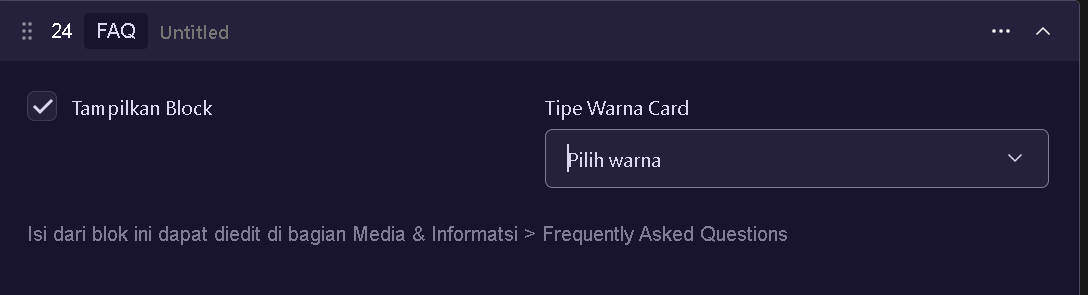 24 FAQ Untitled
Tampilkan Block
Tipe Warna Card
Pilih warna
Isi dari blok ini dapat diedit di bagian Media & Informatsi > Frequently Asked Questions